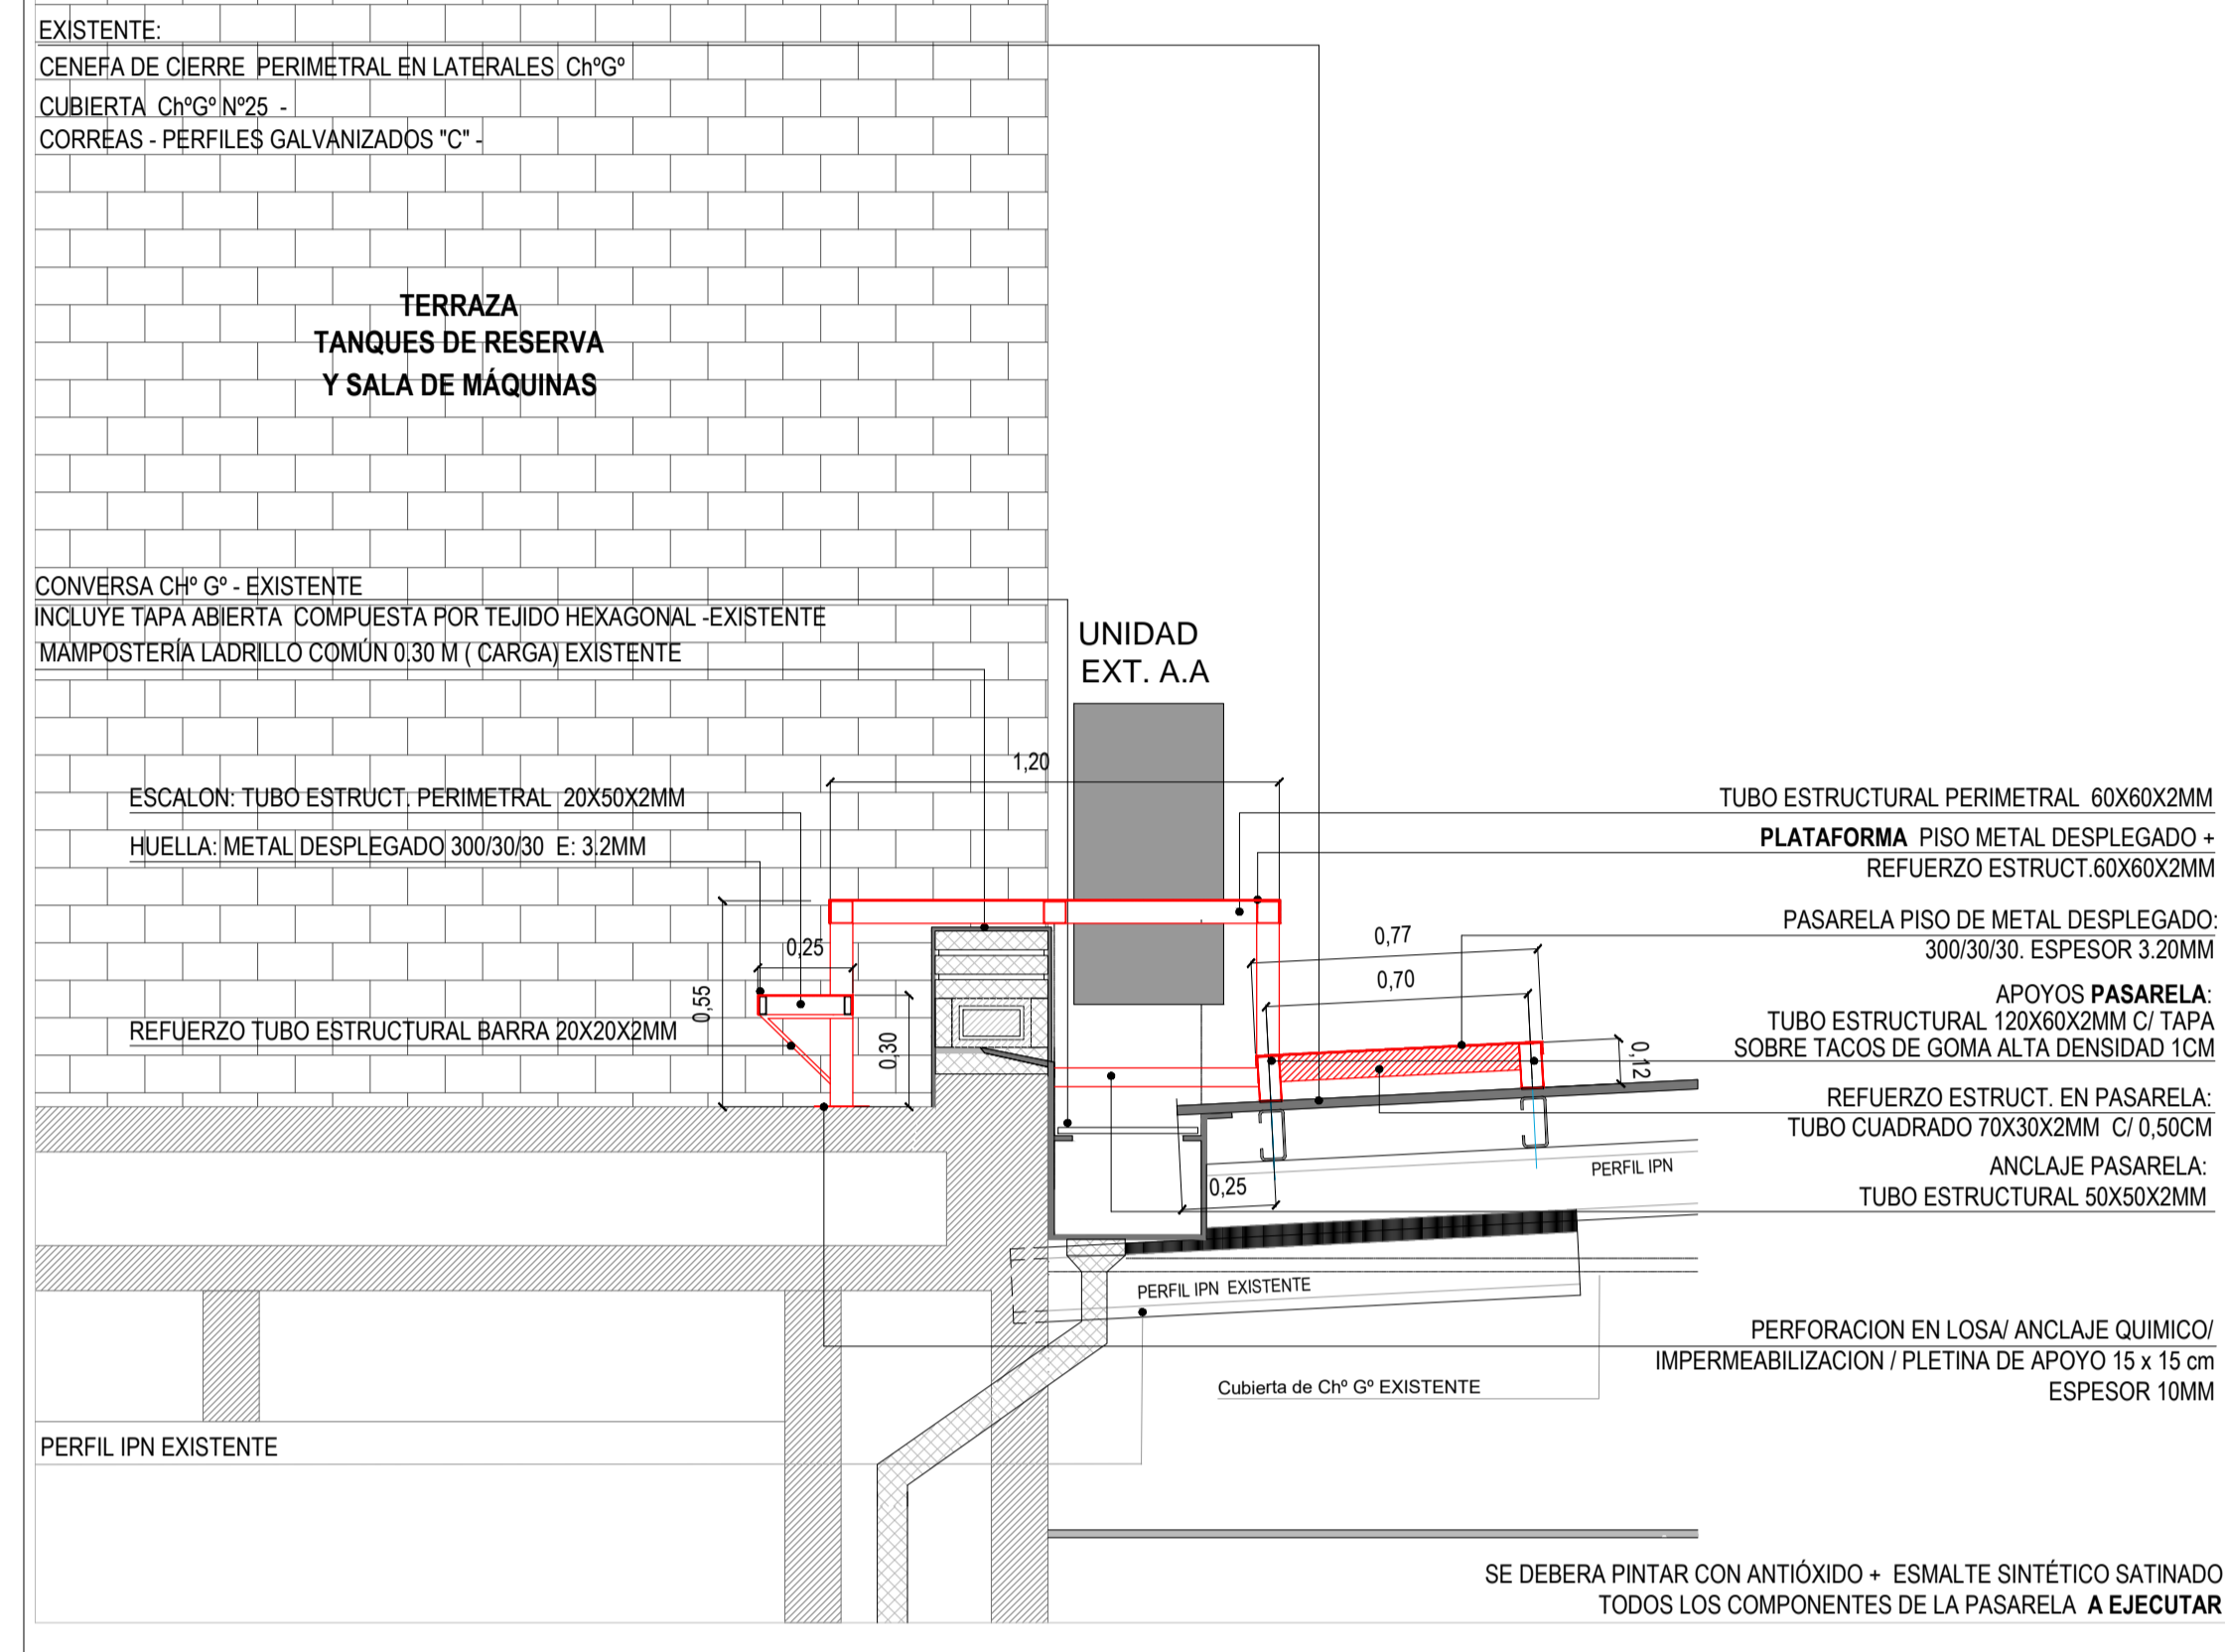 EXISTENTE:
CENEFA DE CIERRE PERIMETRAL EN LATERALES ChºGº
CUBIERTA ChºGº Nº25 -
CORREAS - PERFILES GALVANIZADOS "C" -
TERRAZA
TANQUES DE RESERVA
Y SALA DE MÁQUINAS
CONVERSA CHº Gº - EXISTENTE
INCLUYE TAPA ABIERTA COMPUESTA POR TEJIDO HEXAGONAL -EXISTENTE
MAMPOSTERÍA LADRILLO COMÚN 0.30 M ( CARGA) EXISTENTE
UNIDAD
EXT. A.A
1,20
ESCALON: TUBO ESTRUCT. PERIMETRAL 20X50X2MM
HUELLA: METAL DESPLEGADO 300/30/30 E: 3.2MM
0,25
0,55
0,30
REFUERZO TUBO ESTRUCTURAL BARRA 20X20X2MM
TUBO ESTRUCTURAL PERIMETRAL 60X60X2MM
PLATAFORMA PISO METAL DESPLEGADO +
REFUERZO ESTRUCT.60X60X2MM
PASARELA PISO DE METAL DESPLEGADO:
300/30/30. ESPESOR 3.20MM
0,77
0,70
0,12
APOYOS PASARELA:
TUBO ESTRUCTURAL 120X60X2MM C/ TAPA
SOBRE TACOS DE GOMA ALTA DENSIDAD 1CM
REFUERZO ESTRUCT. EN PASARELA:
TUBO CUADRADO 70X30X2MM C/ 0,50CM
ANCLAJE PASARELA:
TUBO ESTRUCTURAL 50X50X2MM
PERFIL IPN
0,25
PERFIL IPN EXISTENTE
PERFORACION EN LOSA/ ANCLAJE QUIMICO/
IMPERMEABILIZACION / PLETINA DE APOYO 15 x 15 cm
ESPESOR 10MM
Cubierta de Chº Gº EXISTENTE
PERFIL IPN EXISTENTE
SE DEBERA PINTAR CON ANTIÓXIDO + ESMALTE SINTÉTICO SATINADO
TODOS LOS COMPONENTES DE LA PASARELA A EJECUTAR